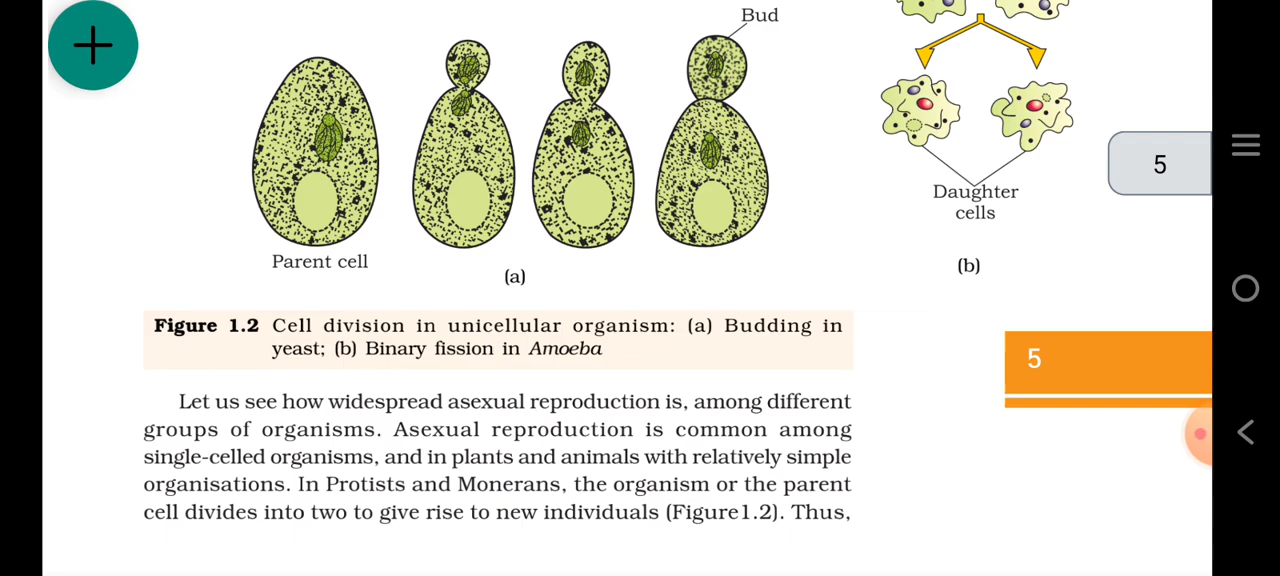 Bud
Parent cell
(a)
Daughter
cells
(b)
5
Figure 1.2 Cell division in unicellular organism: (a) Budding in
yeast; (b) Binary fission in Amoeba
5
Let us see how widespread asexual reproduction is, among different
groups of organisms. Asexual reproduction is common among
single-celled organisms, and in plants and animals with relatively simple
organisations. In Protists and Monerans, the organism or the parent
cell divides into two to give rise to new individuals (Figure1.2). Thus,